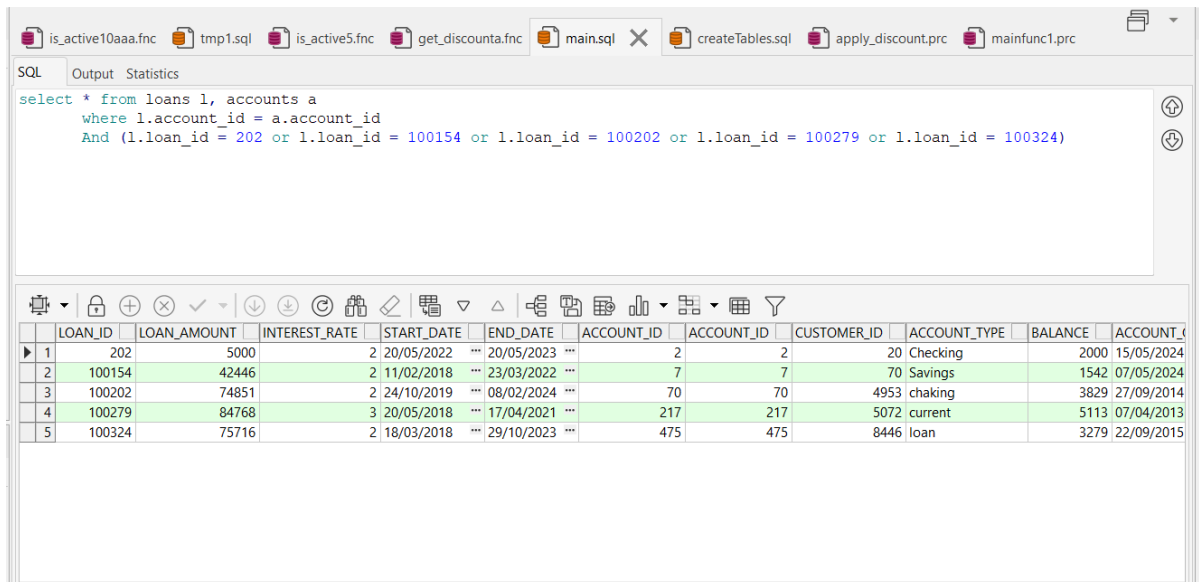 is_active10aaa.fnc tmp1.sql is_active5.fnc get_discounta.fnc main.sql createTables.sql apply_discount.prc mainfunc1.prc
SQL Output Statistics
select * from loans l, accounts a
where l.account_id = a.account_id
And (l.loan_id = 202 or l.loan_id = 100154 or l.loan_id = 100202 or l.loan_id = 100279 or l.loan_id = 100324)
LOAN_ID LOAN_AMOUNT INTEREST_RATE START_DATE END_DATE ACCOUNT_ID ACCOUNT_ID CUSTOMER_ID ACCOUNT_TYPE BALANCE ACCOUNT_
1 202 5000 2 20/05/2022 ... 20/05/2023 ... 2 2 20 Checking 2000 15/05/2024
2 100154 42446 2 11/02/2018 ... 23/03/2022 ... 7 7 70 Savings 1542 07/05/2024
3 100202 74851 2 24/10/2019 ... 08/02/2024 ... 70 70 4953 chaking 3829 27/09/2014
4 100279 84768 3 20/05/2018 ... 17/04/2021 ... 217 217 5072 current 5113 07/04/2013
5 100324 75716 2 18/03/2018 ... 29/10/2023 ... 475 475 8446 loan 3279 22/09/2015